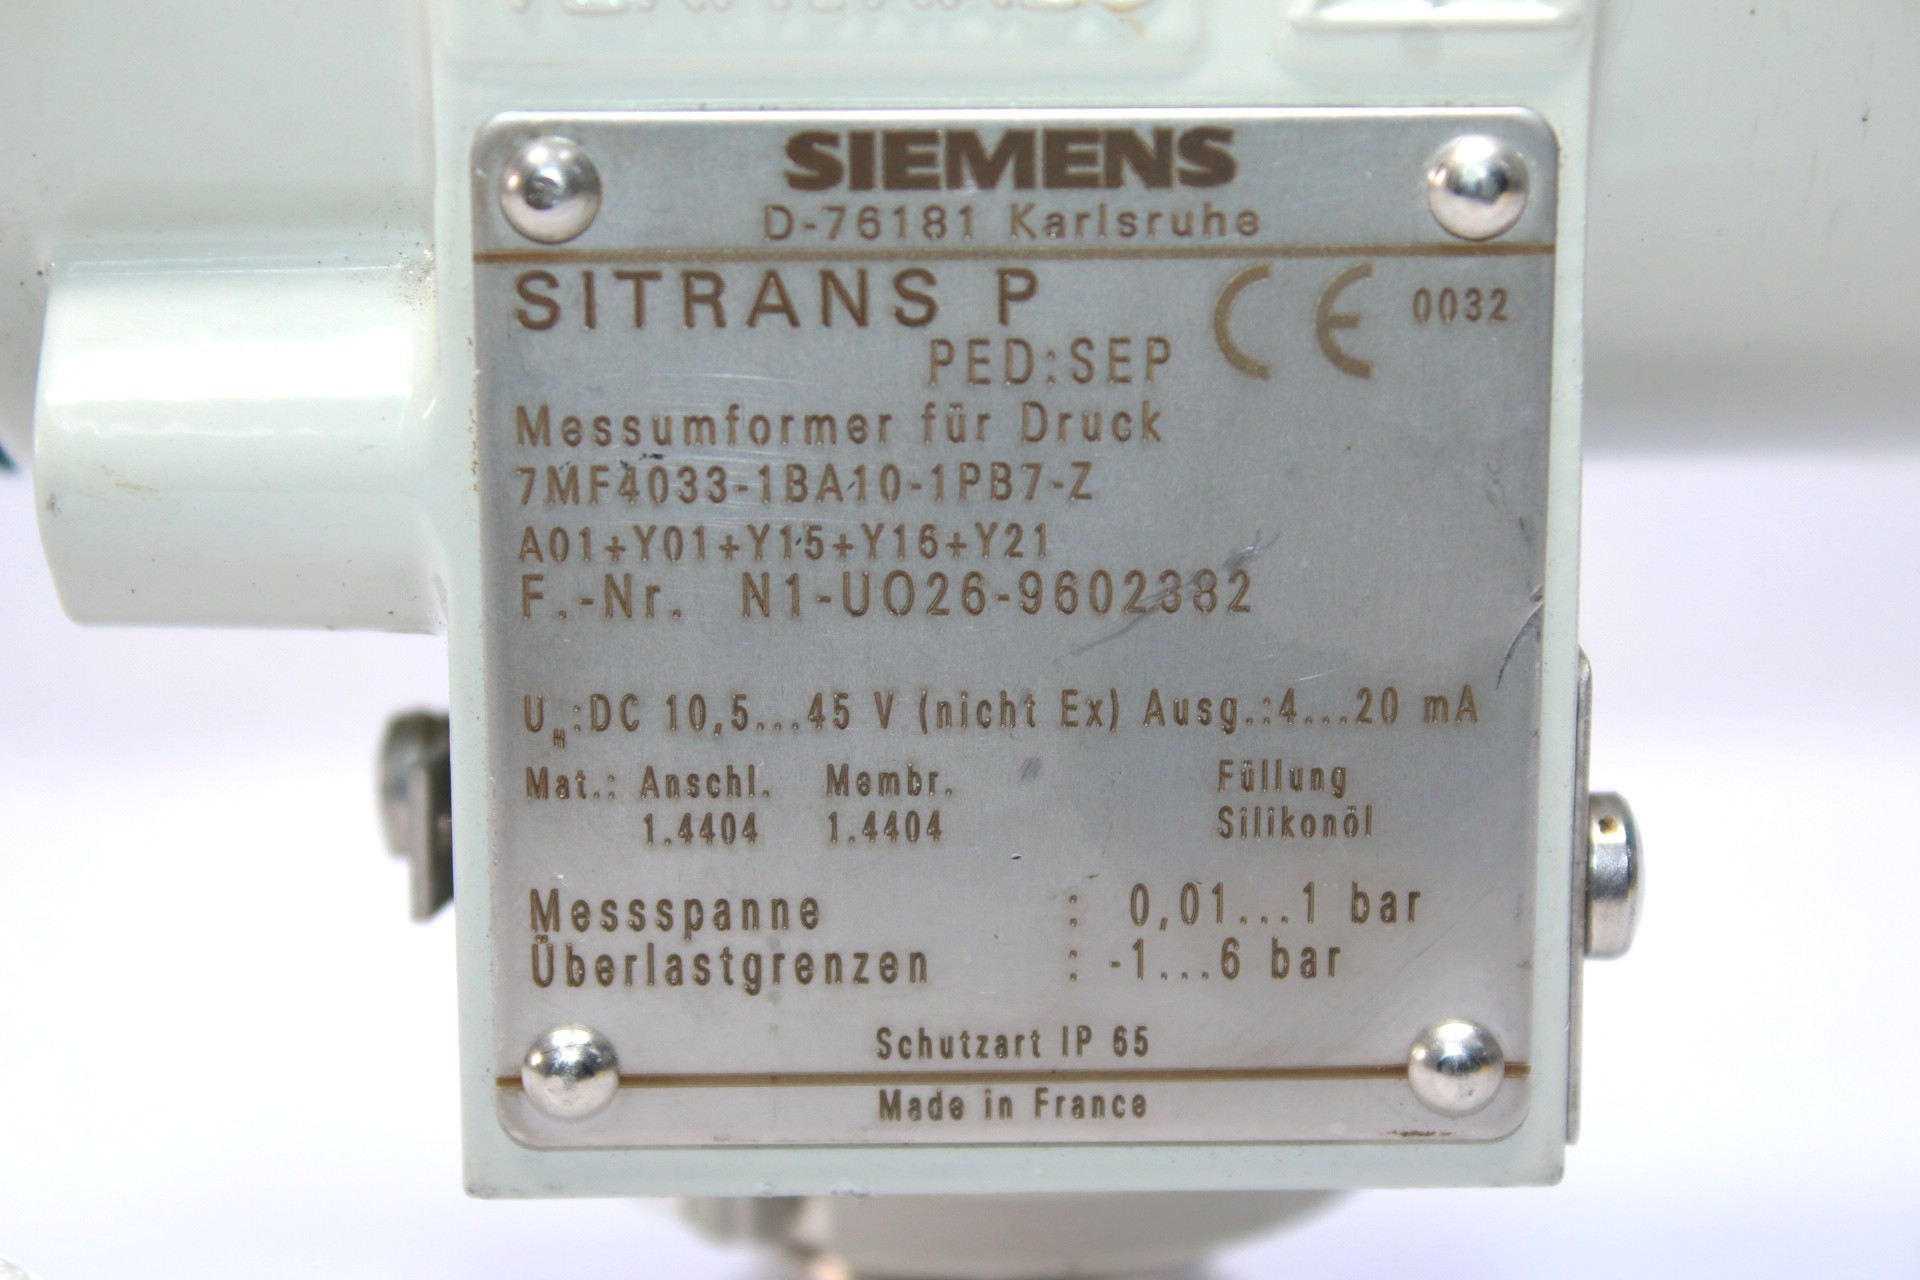 SIEMENS
D-76181 Karlsruhe
SITRANS P CE 0032
PED:SEP
Messumformer für Druck
7MF4033-1BA10-1PB7-Z
A01+Y01+Y15+Y16+Y21
F.-Nr. N1-UO26-9602382
U_H:DC 10,5...45 V (nicht Ex) Ausg.:4...20 mA
Mat.: Anschl. Membr. Füllung
1.4404 1.4404 Silikonöl
Messspanne : 0,01...1 bar
Überlastgrenzen : -1...6 bar
Schutzart IP 65
Made in France